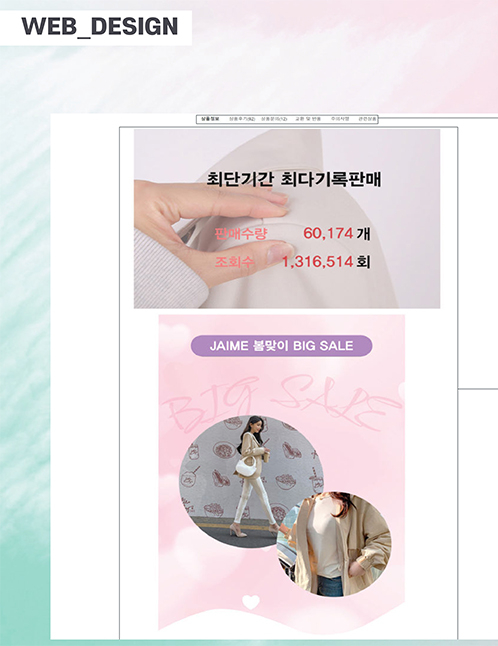 WEB_DESIGN
상품정보 상품후기(52) 상품문의(12) 교환 및 반품 주의사항 관련상품
최단기간 최다기록판매
판매수량 60,174 개
조회수 1,316,514 회
JAIME 봄맞이 BIG SALE
BIG SALE